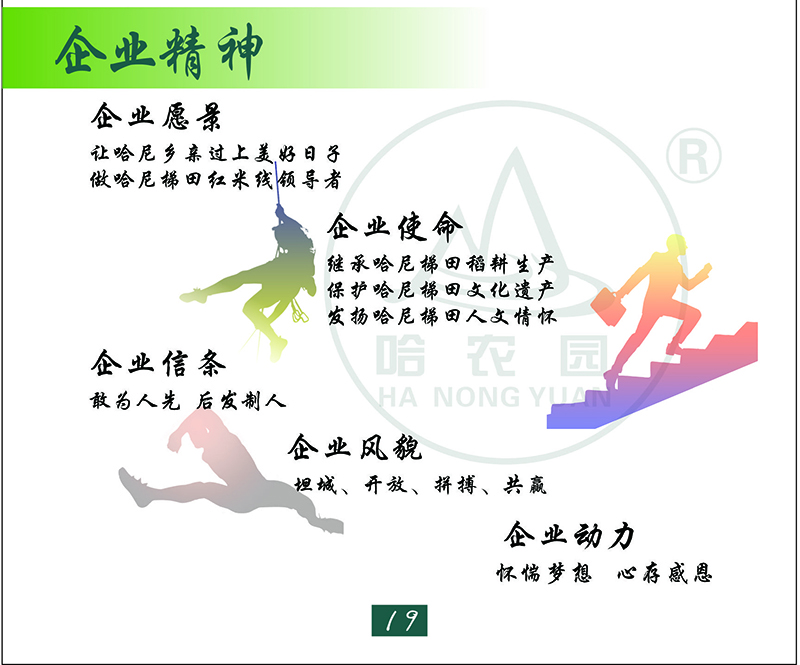 企业精神
企业愿景
让哈尼乡亲过上美好日子
做哈尼梯田红米线领导者
®
企业使命
继承哈尼梯田稻耕生产
保护哈尼梯田文化遗产
发扬哈尼梯田人文情怀
哈农园
HA NONG YUAN
企业信条
敢为人先 后发制人
企业风貌
坦城、开放、拼搏、共赢
企业动力
怀惴梦想 心存感恩
19